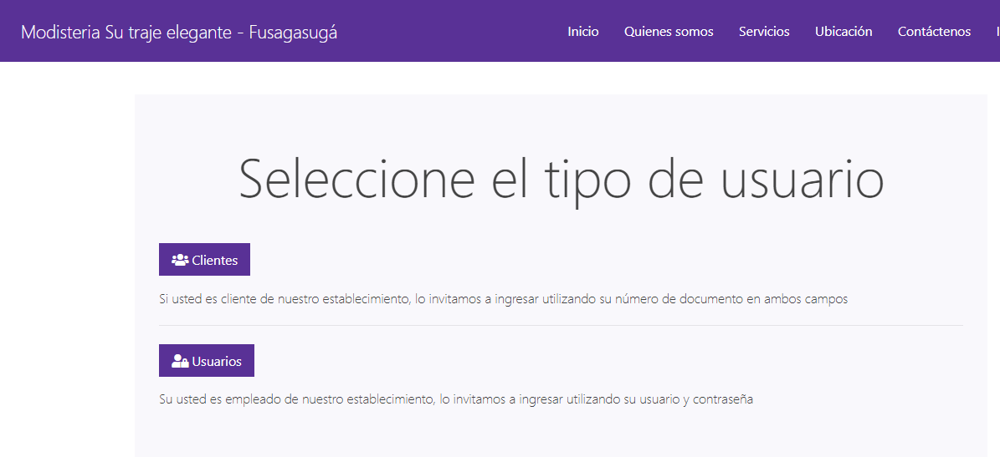 Modisteria Su traje elegante - Fusagasugá
Inicio Quienes somos Servicios Ubicación Contáctenos
Seleccione el tipo de usuario
Clientes
Si usted es cliente de nuestro establecimiento, lo invitamos a ingresar utilizando su número de documento en ambos campos
Usuarios
Su usted es empleado de nuestro establecimiento, lo invitamos a ingresar utilizando su usuario y contraseña